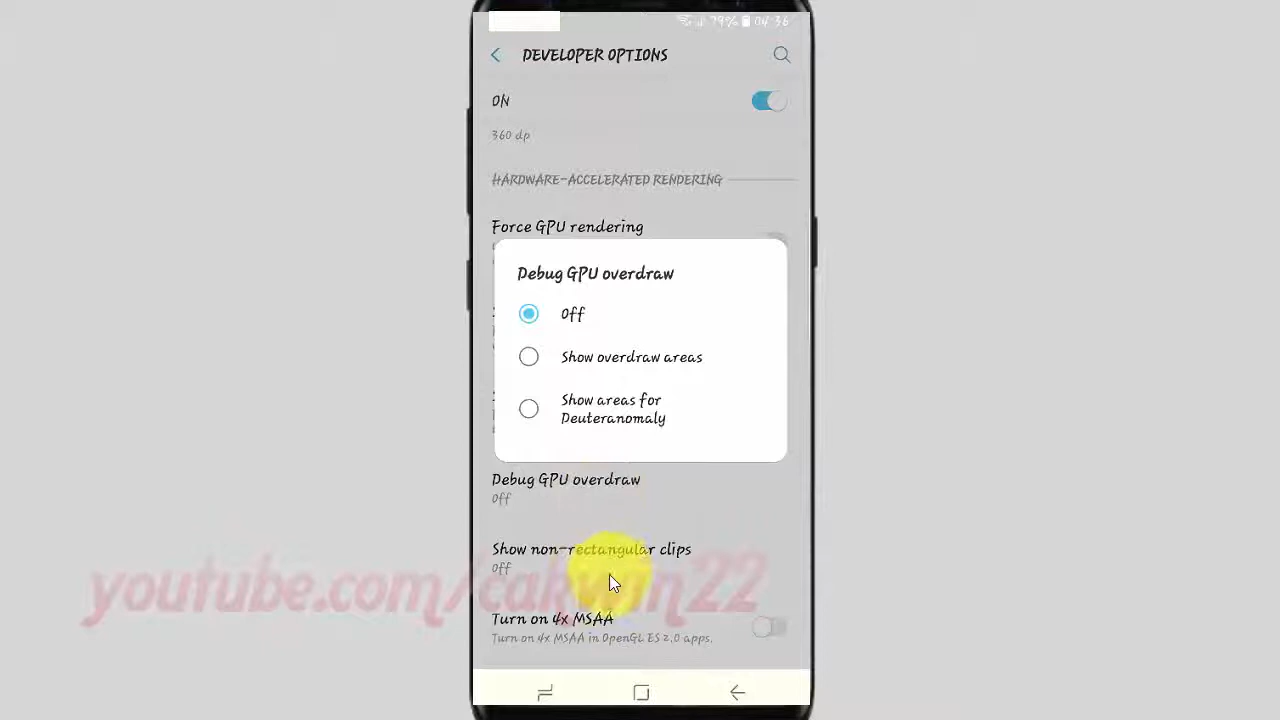 79% 04:36
DEVELOPER OPTIONS
ON
360 dp
HARDWARE-ACCELERATED RENDERING
Force GPU rendering
Debug GPU overdraw
Off
Show overdraw areas
Show areas for
Deuteranomaly
Debug GPU overdraw
Off
Show non-rectangular clips
Off
youtube.com/cakwan22
Turn on 4x MSAA
Turn on 4x MSAA in OpenGL ES 2.0 apps.